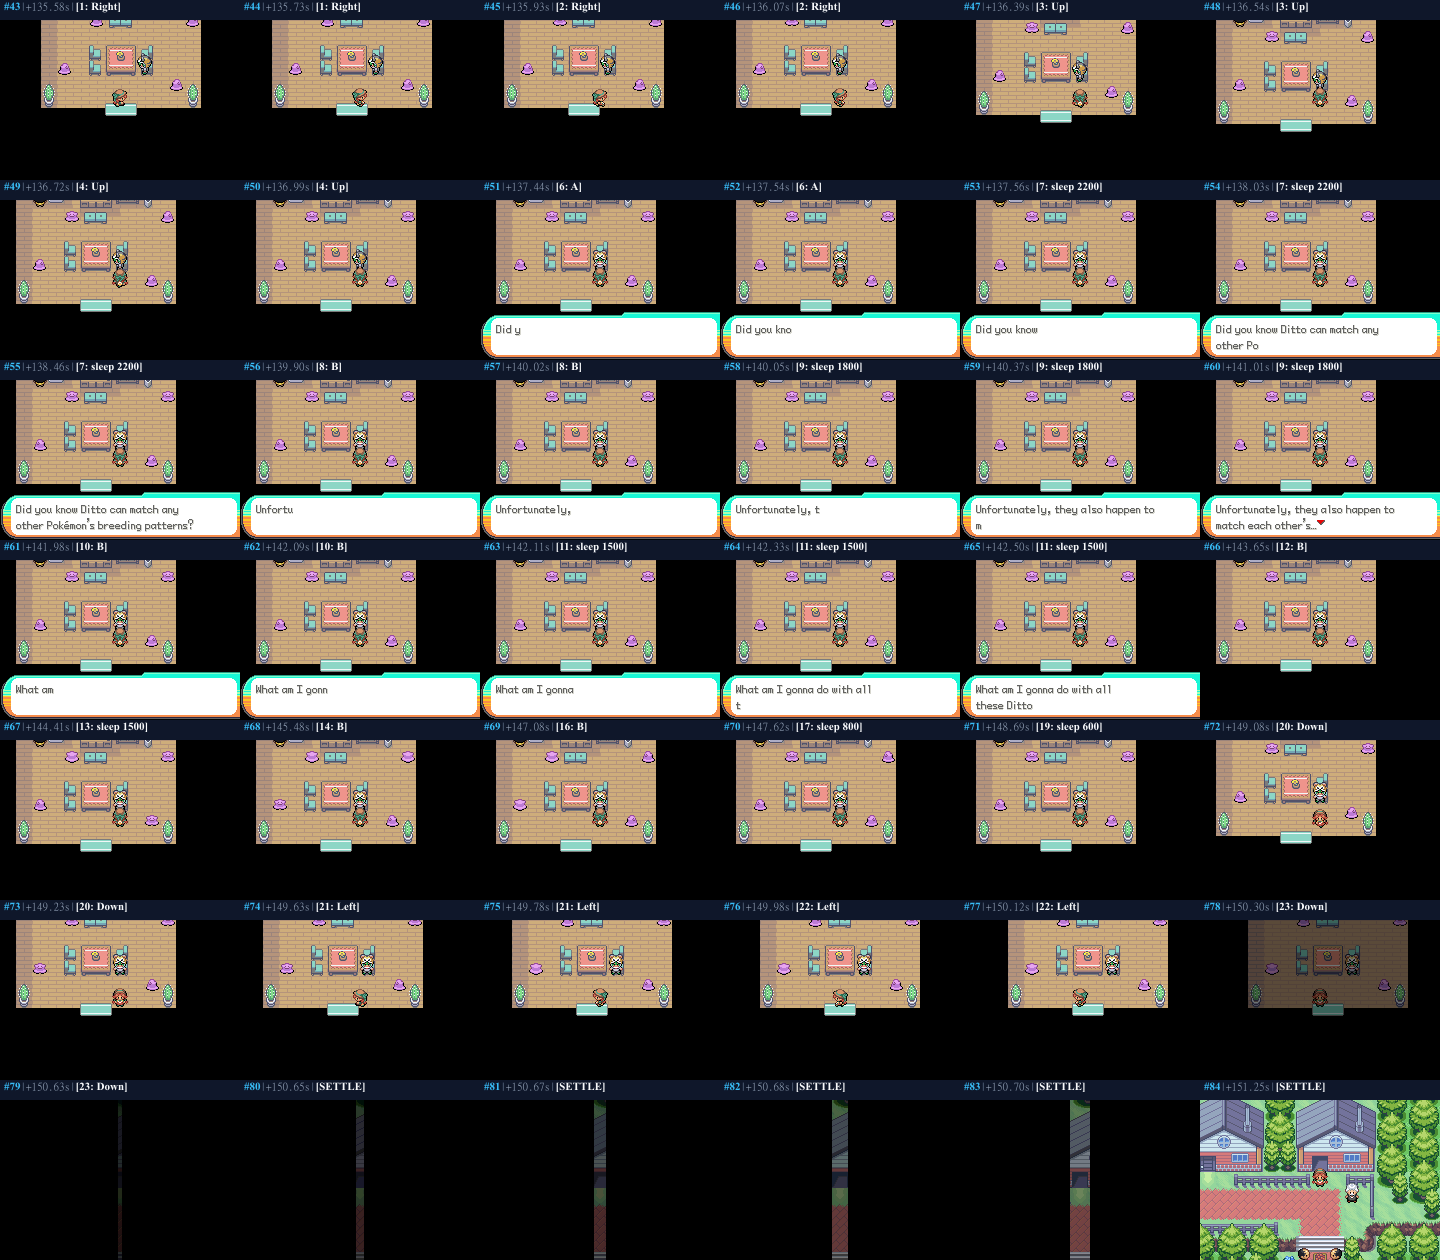 #43|+135.58s|[1: Right]
#44|+135.73s|[1: Right]
#45|+135.93s|[2: Right]
#46|+136.07s|[2: Right]
#47|+136.39s|[3: Up]
#48|+136.54s|[3: Up]
#49|+136.72s|[4: Up]
#50|+136.99s|[4: Up]
#51|+137.44s|[6: A]
#52|+137.54s|[6: A]
#53|+137.56s|[7: sleep 2200]
#54|+138.03s|[7: sleep 2200]
Did y
Did you kno
Did you know
Did you know Ditto can match any
other Po
#55|+138.46s|[7: sleep 2200]
#56|+139.90s|[8: B]
#57|+140.02s|[8: B]
#58|+140.05s|[9: sleep 1800]
#59|+140.37s|[9: sleep 1800]
#60|+141.01s|[9: sleep 1800]
Did you know Ditto can match any
other Pokémon's breeding patterns?
Unfortu
Unfortunately,
Unfortunately, t
Unfortunately, they also happen to
m
Unfortunately, they also happen to
match each other's…
#61|+141.98s|[10: B]
#62|+142.09s|[10: B]
#63|+142.11s|[11: sleep 1500]
#64|+142.33s|[11: sleep 1500]
#65|+142.50s|[11: sleep 1500]
#66|+143.65s|[12: B]
What am
What am I gonn
What am I gonna
What am I gonna do with all
t
What am I gonna do with all
these Ditto
#67|+144.41s|[13: sleep 1500]
#68|+145.48s|[14: B]
#69|+147.08s|[16: B]
#70|+147.62s|[17: sleep 800]
#71|+148.69s|[19: sleep 600]
#72|+149.08s|[20: Down]
#73|+149.23s|[20: Down]
#74|+149.63s|[21: Left]
#75|+149.78s|[21: Left]
#76|+149.98s|[22: Left]
#77|+150.12s|[22: Left]
#78|+150.30s|[23: Down]
#79|+150.63s|[23: Down]
#80|+150.65s|[SETTLE]
#81|+150.67s|[SETTLE]
#82|+150.68s|[SETTLE]
#83|+150.70s|[SETTLE]
#84|+151.25s|[SETTLE]